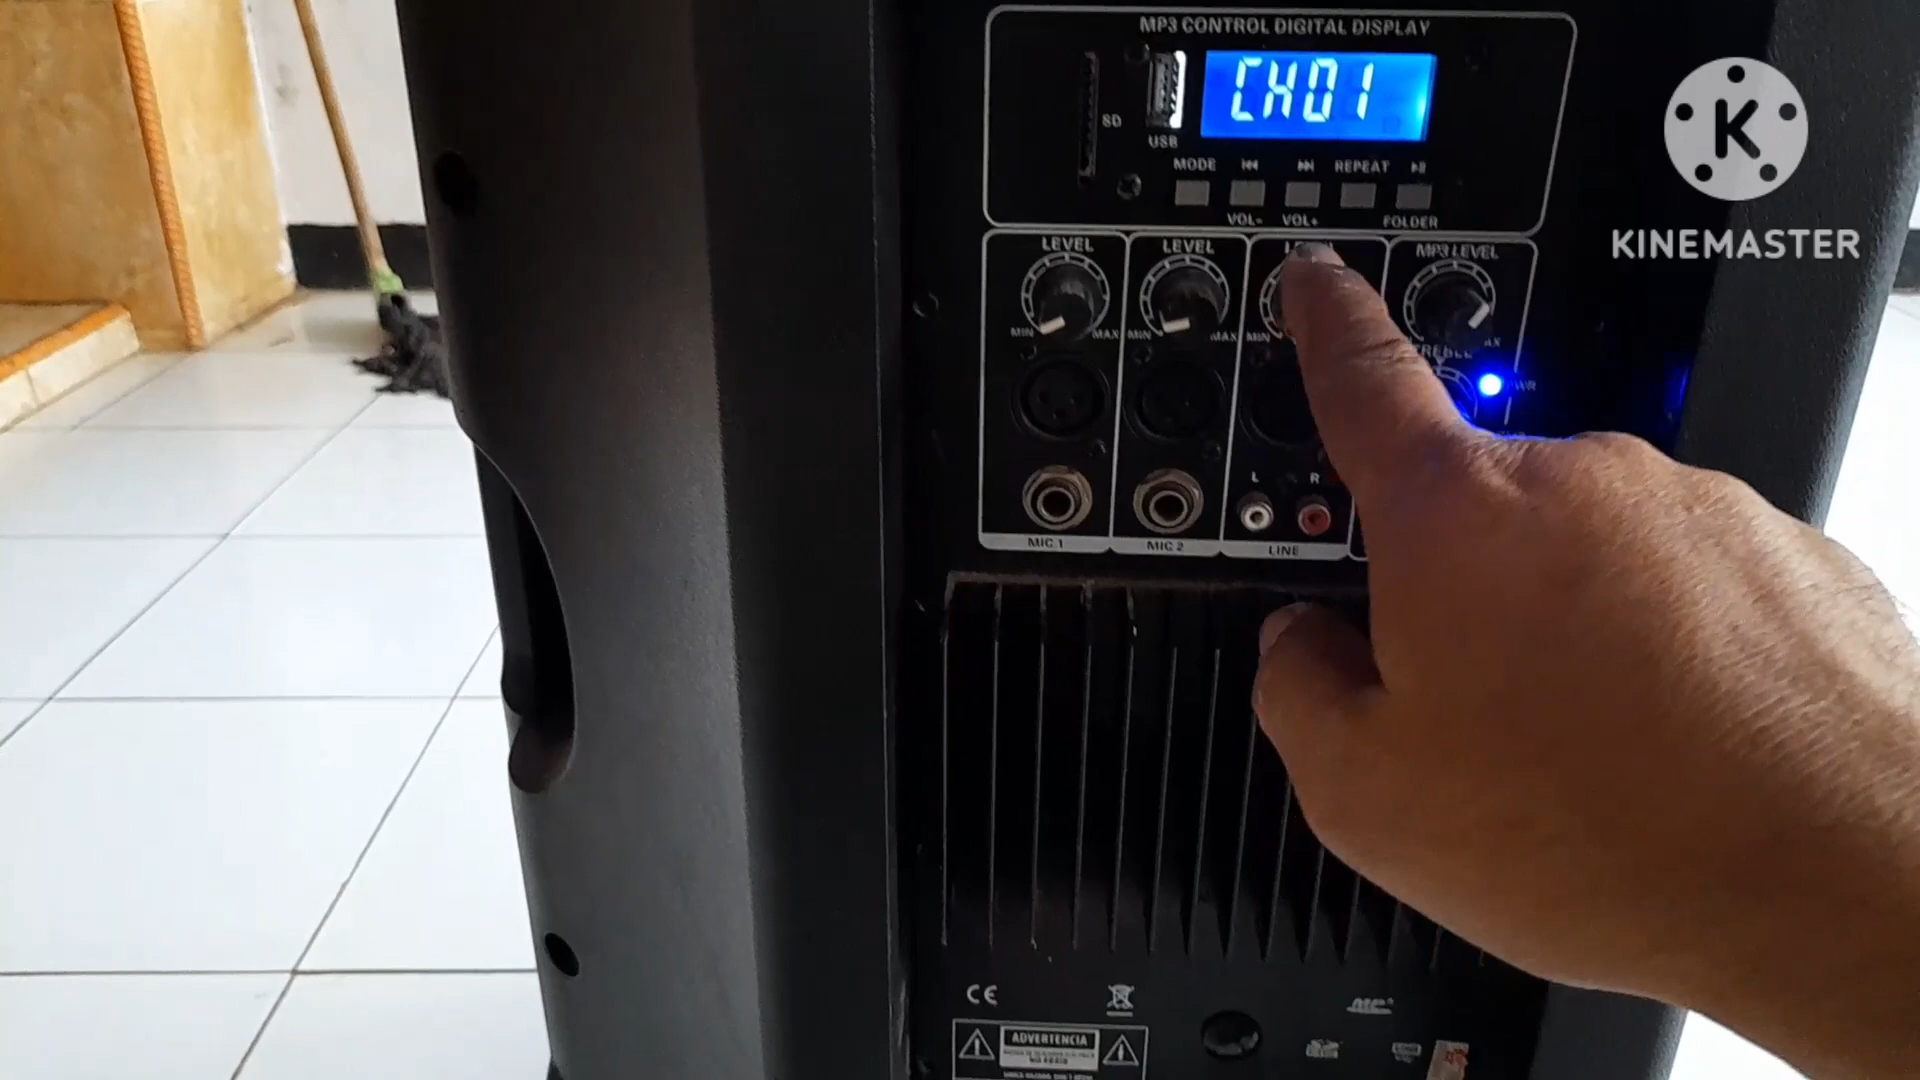 MP3 CONTROL DIGITAL DISPLAY
CH01
SD
USB
MODE
REPEAT
VOL-
VOL+
FOLDER
LEVEL
LEVEL
LEVEL
MP3 LEVEL
MIN
MAX
MIN
MAX
MIN
TREBLE
L
R
MIC 1
MIC 2
LINE
CE
ADVERTENCIA
K
KINEMASTER